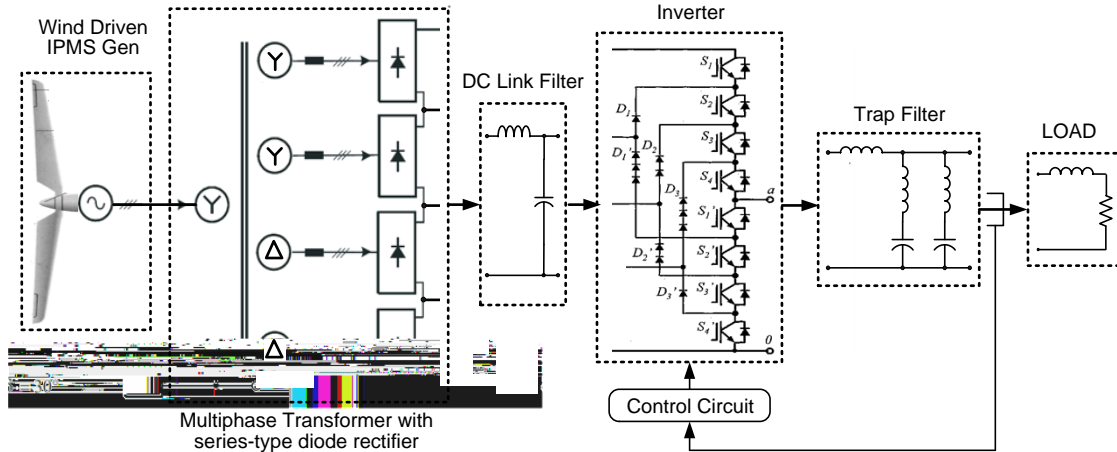 Wind Driven
IPMS Gen
Y
Y
Y
Δ
Δ
Multiphase Transformer with
series-type diode rectifier
DC Link Filter
Inverter
S1
S2
S3
S4
S1'
S2'
S3'
S4'
D1
D1'
D2
D3
D2'
D3'
a
0
Control Circuit
Trap Filter
LOAD